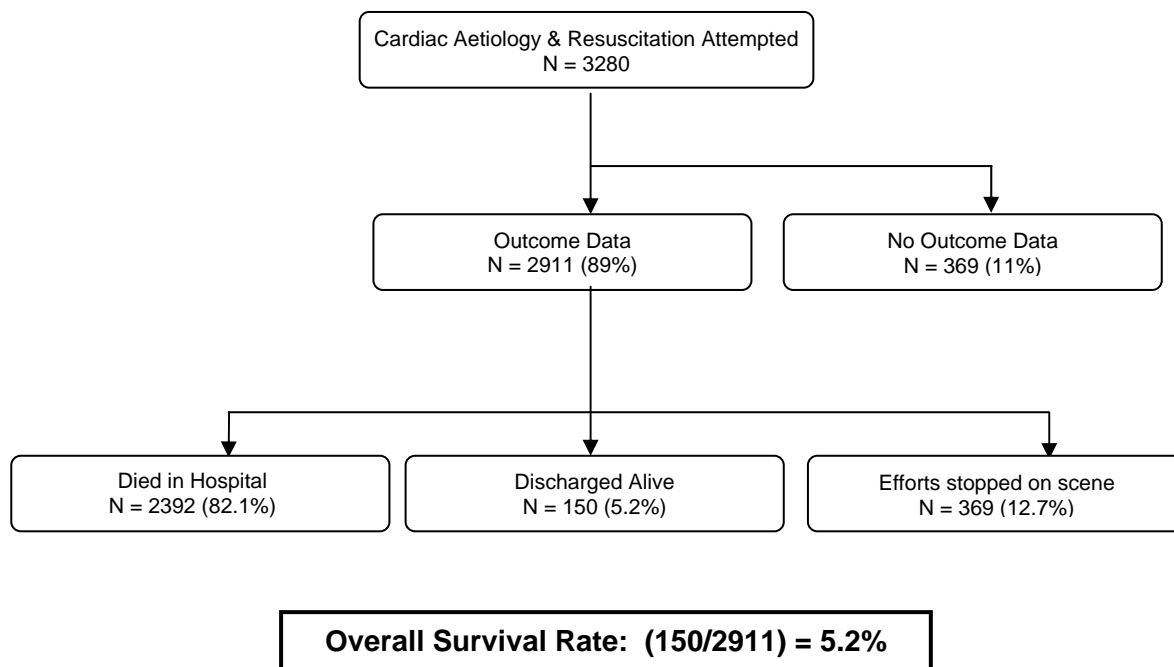 Cardiac Aetiology & Resuscitation Attempted
N = 3280
Outcome Data
N = 2911 (89%)
No Outcome Data
N = 369 (11%)
Died in Hospital
N = 2392 (82.1%)
Discharged Alive
N = 150 (5.2%)
Efforts stopped on scene
N = 369 (12.7%)
Overall Survival Rate: (150/2911) = 5.2%